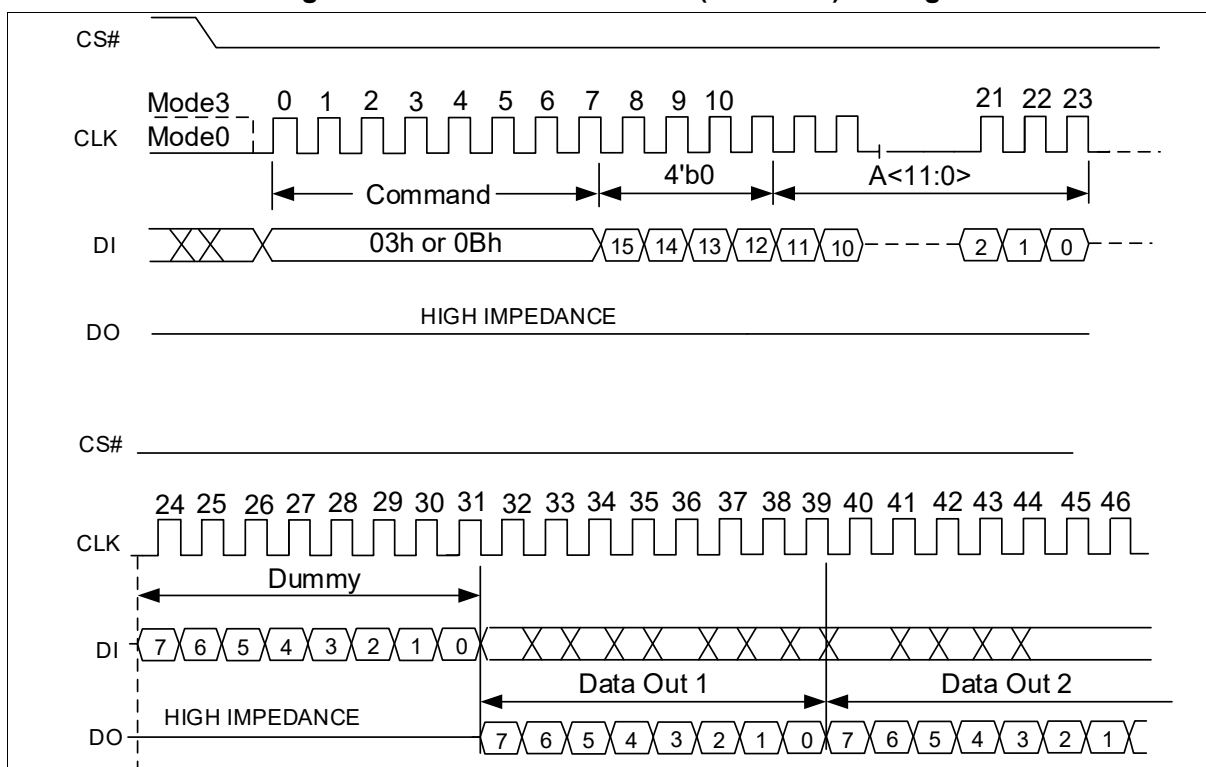 CS#
Mode3 0 1 2 3 4 5 6 7 8 9 10 21 22 23
CLK Mode0
Command 4'b0 A<11:0>
DI 03h or 0Bh 15 14 13 12 11 10 2 1 0
HIGH IMPEDANCE
DO
CS#
24 25 26 27 28 29 30 31 32 33 34 35 36 37 38 39 40 41 42 43 44 45 46
CLK
Dummy
DI 7 6 5 4 3 2 1 0
Data Out 1 Data Out 2
HIGH IMPEDANCE
DO 7 6 5 4 3 2 1 0 7 6 5 4 3 2 1